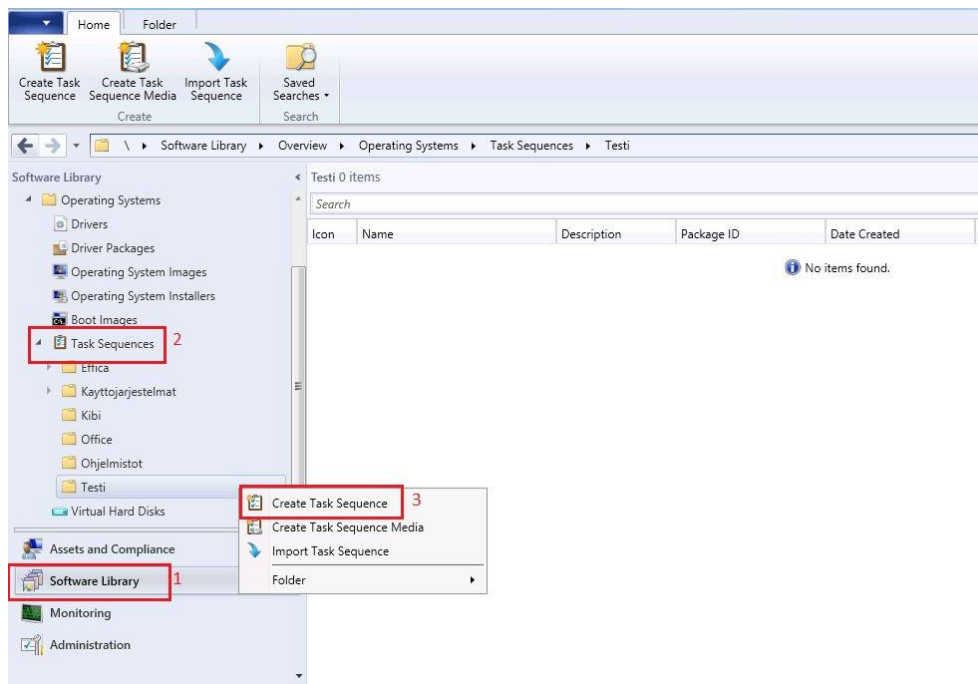 Home Folder
Create Task Sequence
Create Task Sequence Media
Import Task Sequence
Saved Searches
Create
Search
\ Software Library Overview Operating Systems Task Sequences Testi
Software Library
Operating Systems
Drivers
Driver Packages
Operating System Images
Operating System Installers
Boot Images
Task Sequences 2
Effica
Kayttojarjestelmat
Kibi
Office
Ohjelmistot
Testi
Virtual Hard Disks
Assets and Compliance
Software Library 1
Monitoring
Administration
Testi 0 items
Search
Icon Name Description Package ID Date Created
No items found.
Create Task Sequence 3
Create Task Sequence Media
Import Task Sequence
Folder